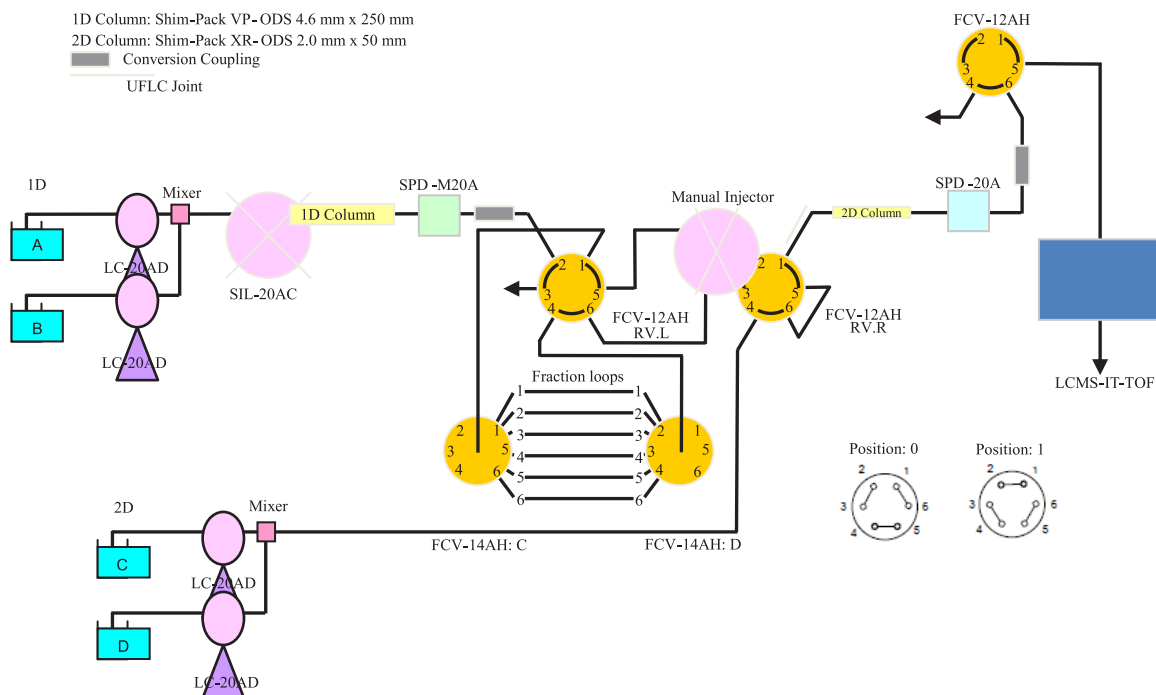 1D Column: Shim-Pack VP-ODS 4.6 mm x 250 mm
2D Column: Shim-Pack XR-ODS 2.0 mm x 50 mm
Conversion Coupling
UFLC Joint
FCV-12AH
2 1
3 5
4 6
1D
Mixer
SPD-M20A
Manual Injector
SPD-20A
1D Column
2D Column
A
LC-20AD
SIL-20AC
B
LC-20AD
2 1
3 5
4 6
FCV-12AH
RV.L
2 1
3 5
4 6
FCV-12AH
RV.R
LCMS-IT-TOF
Fraction loops
1 1
2 2
3 3
4 4
5 5
6 6
2 1
3 5
4 6
2 1
3 5
4 6
Position: 0
2 1
3 6
4 5
Position: 1
2 1
3 6
4 5
2D
Mixer
FCV-14AH: C
FCV-14AH: D
C
LC-20AD
D
LC-20AD